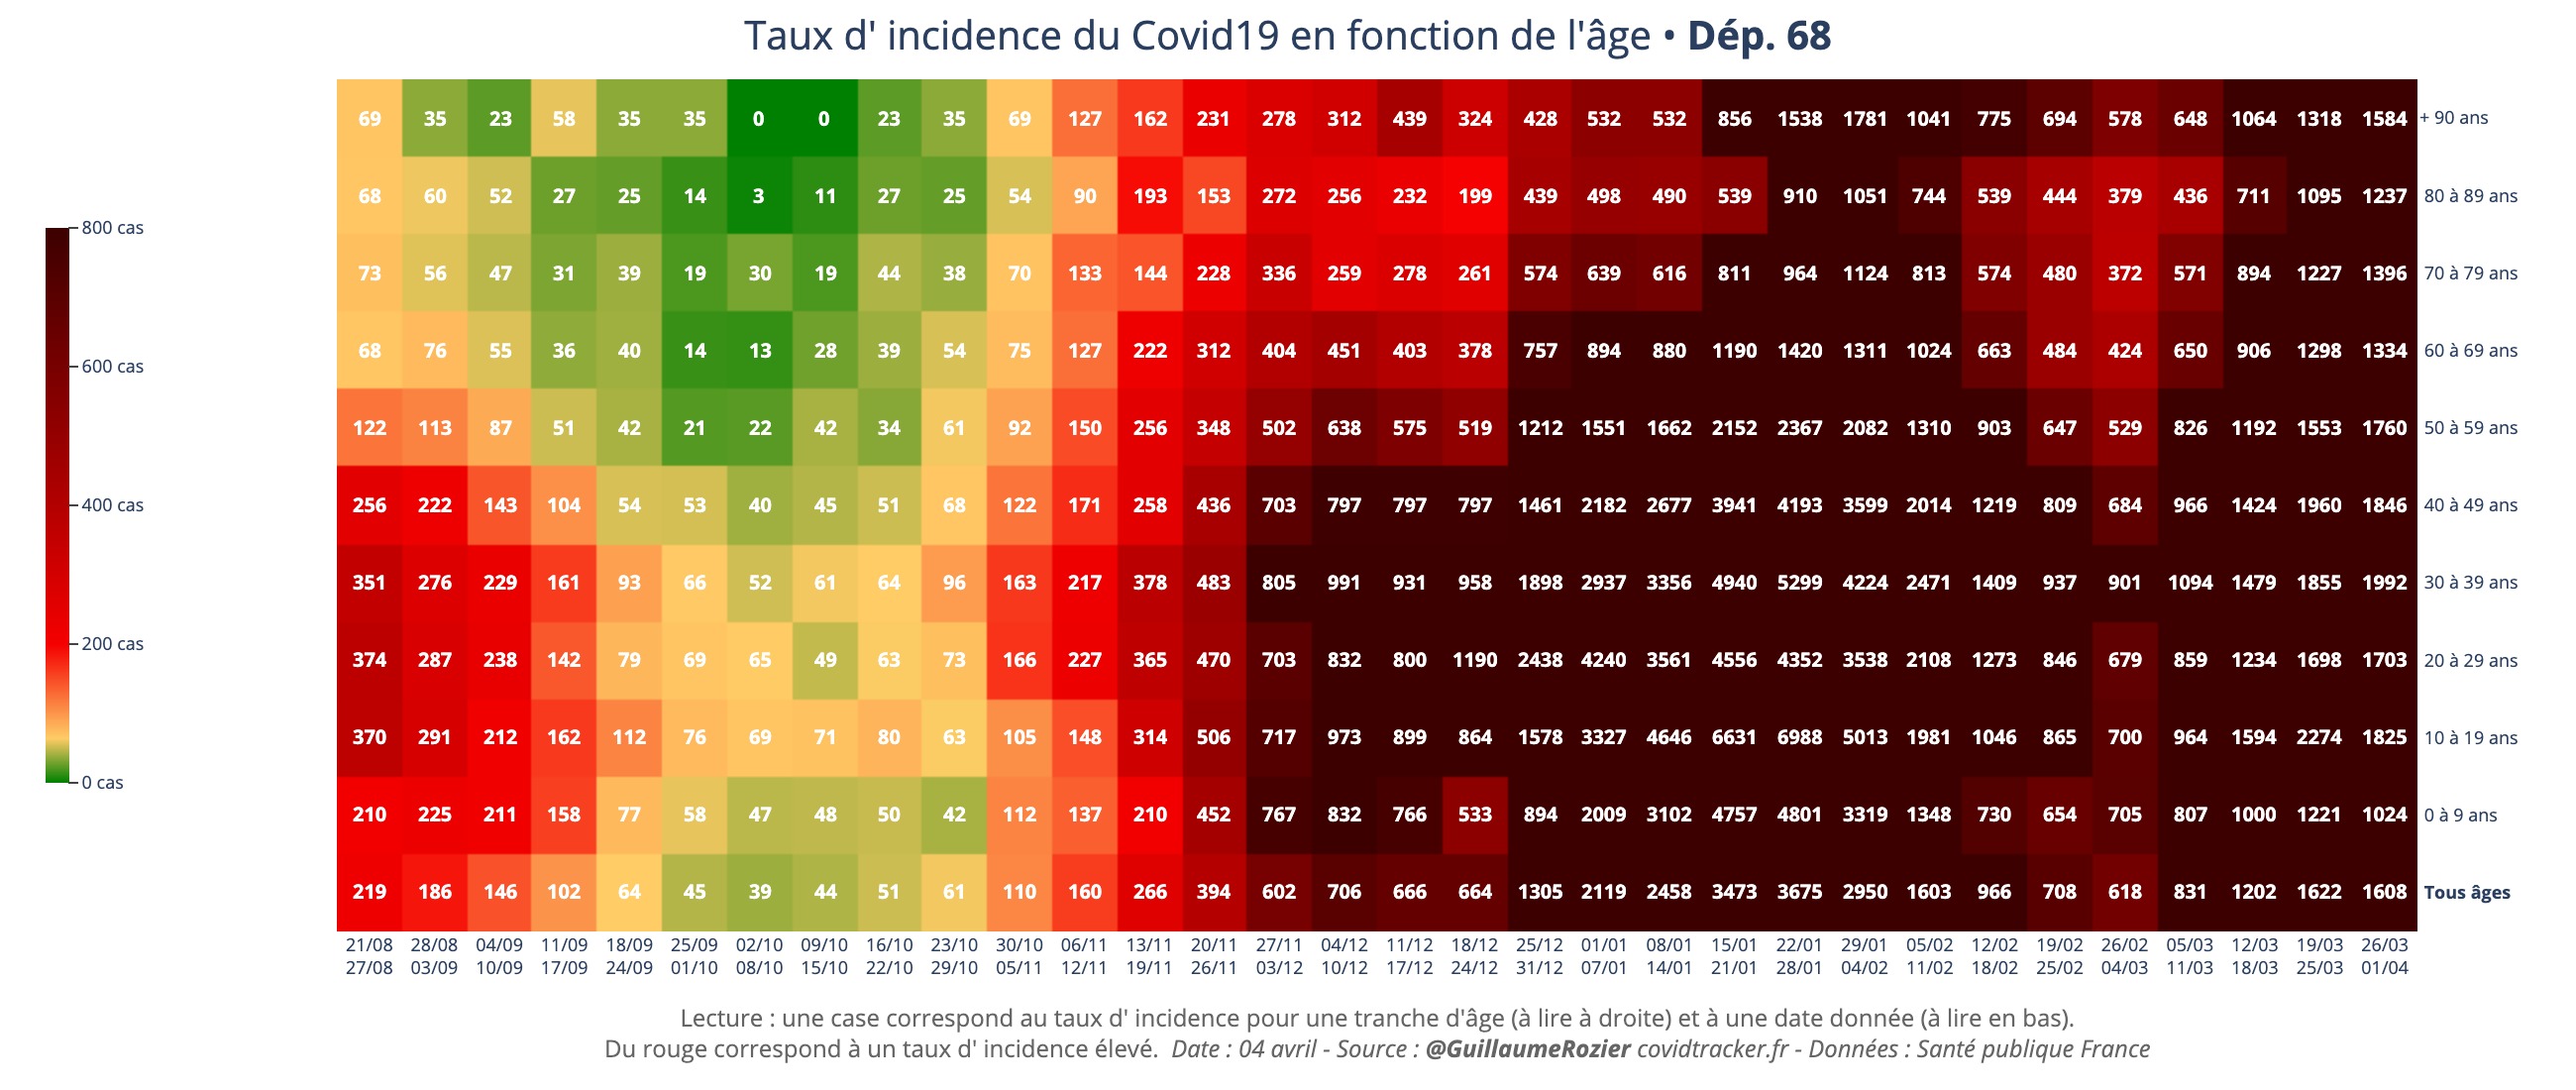 Taux d' incidence du Covid19 en fonction de l'âge • Dép. 68
69 35 23 58 35 35 0 0 23 35 69 127 162 231 278 312 439 324 428 532 532 856 1538 1781 1041 775 694 578 648 1064 1318 1584 + 90 ans
68 60 52 27 25 14 3 11 27 25 54 90 193 153 272 256 232 199 439 498 490 539 910 1051 744 539 444 379 436 711 1095 1237 80 à 89 ans
800 cas
73 56 47 31 39 19 30 19 44 38 70 133 144 228 336 259 278 261 574 639 616 811 964 1124 813 574 480 372 571 894 1227 1396 70 à 79 ans
68 76 55 36 40 14 13 28 39 54 75 127 222 312 404 451 403 378 757 894 880 1190 1420 1311 1024 663 484 424 650 906 1298 1334 60 à 69 ans
600 cas
122 113 87 51 42 21 22 42 34 61 92 150 256 348 502 638 575 519 1212 1551 1662 2152 2367 2082 1310 903 647 529 826 1192 1553 1760 50 à 59 ans
400 cas
256 222 143 104 54 53 40 45 51 68 122 171 258 436 703 797 797 797 1461 2182 2677 3941 4193 3599 2014 1219 809 684 966 1424 1960 1846 40 à 49 ans
351 276 229 161 93 66 52 61 64 96 163 217 378 483 805 991 931 958 1898 2937 3356 4940 5299 4224 2471 1409 937 901 1094 1479 1855 1992 30 à 39 ans
200 cas
374 287 238 142 79 69 65 49 63 73 166 227 365 470 703 832 800 1190 2438 4240 3561 4556 4352 3538 2108 1273 846 679 859 1234 1698 1703 20 à 29 ans
370 291 212 162 112 76 69 71 80 63 105 148 314 506 717 973 899 864 1578 3327 4646 6631 6988 5013 1981 1046 865 700 964 1594 2274 1825 10 à 19 ans
0 cas
210 225 211 158 77 58 47 48 50 42 112 137 210 452 767 832 766 533 894 2009 3102 4757 4801 3319 1348 730 654 705 807 1000 1221 1024 0 à 9 ans
219 186 146 102 64 45 39 44 51 61 110 160 266 394 602 706 666 664 1305 2119 2458 3473 3675 2950 1603 966 708 618 831 1202 1622 1608 Tous âges
21/08 28/08 04/09 11/09 18/09 25/09 02/10 09/10 16/10 23/10 30/10 06/11 13/11 20/11 27/11 04/12 11/12 18/12 25/12 01/01 08/01 15/01 22/01 29/01 05/02 12/02 19/02 26/02 05/03 12/03 19/03 26/03
27/08 03/09 10/09 17/09 24/09 01/10 08/10 15/10 22/10 29/10 05/11 12/11 19/11 26/11 03/12 10/12 17/12 24/12 31/12 07/01 14/01 21/01 28/01 04/02 11/02 18/02 25/02 04/03 11/03 18/03 25/03 01/04
Lecture : une case correspond au taux d' incidence pour une tranche d'âge (à lire à droite) et à une date donnée (à lire en bas).
Du rouge correspond à un taux d' incidence élevé. Date : 04 avril - Source : @GuillaumeRozier covidtracker.fr - Données : Santé publique France